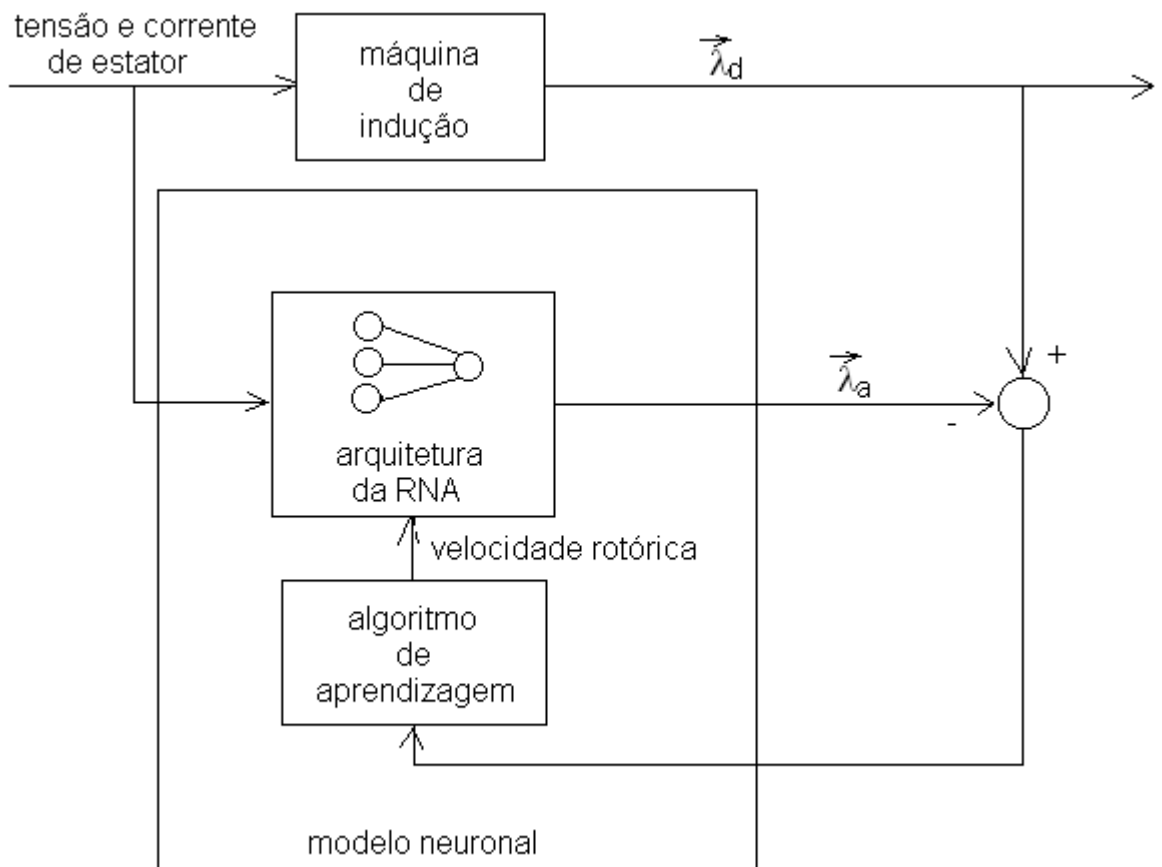 tensão e corrente
de estator
máquina
de
indução
λd
arquitetura
da RNA
λa
+
-
velocidade rotórica
algoritmo
de
aprendizagem
modelo neuronal